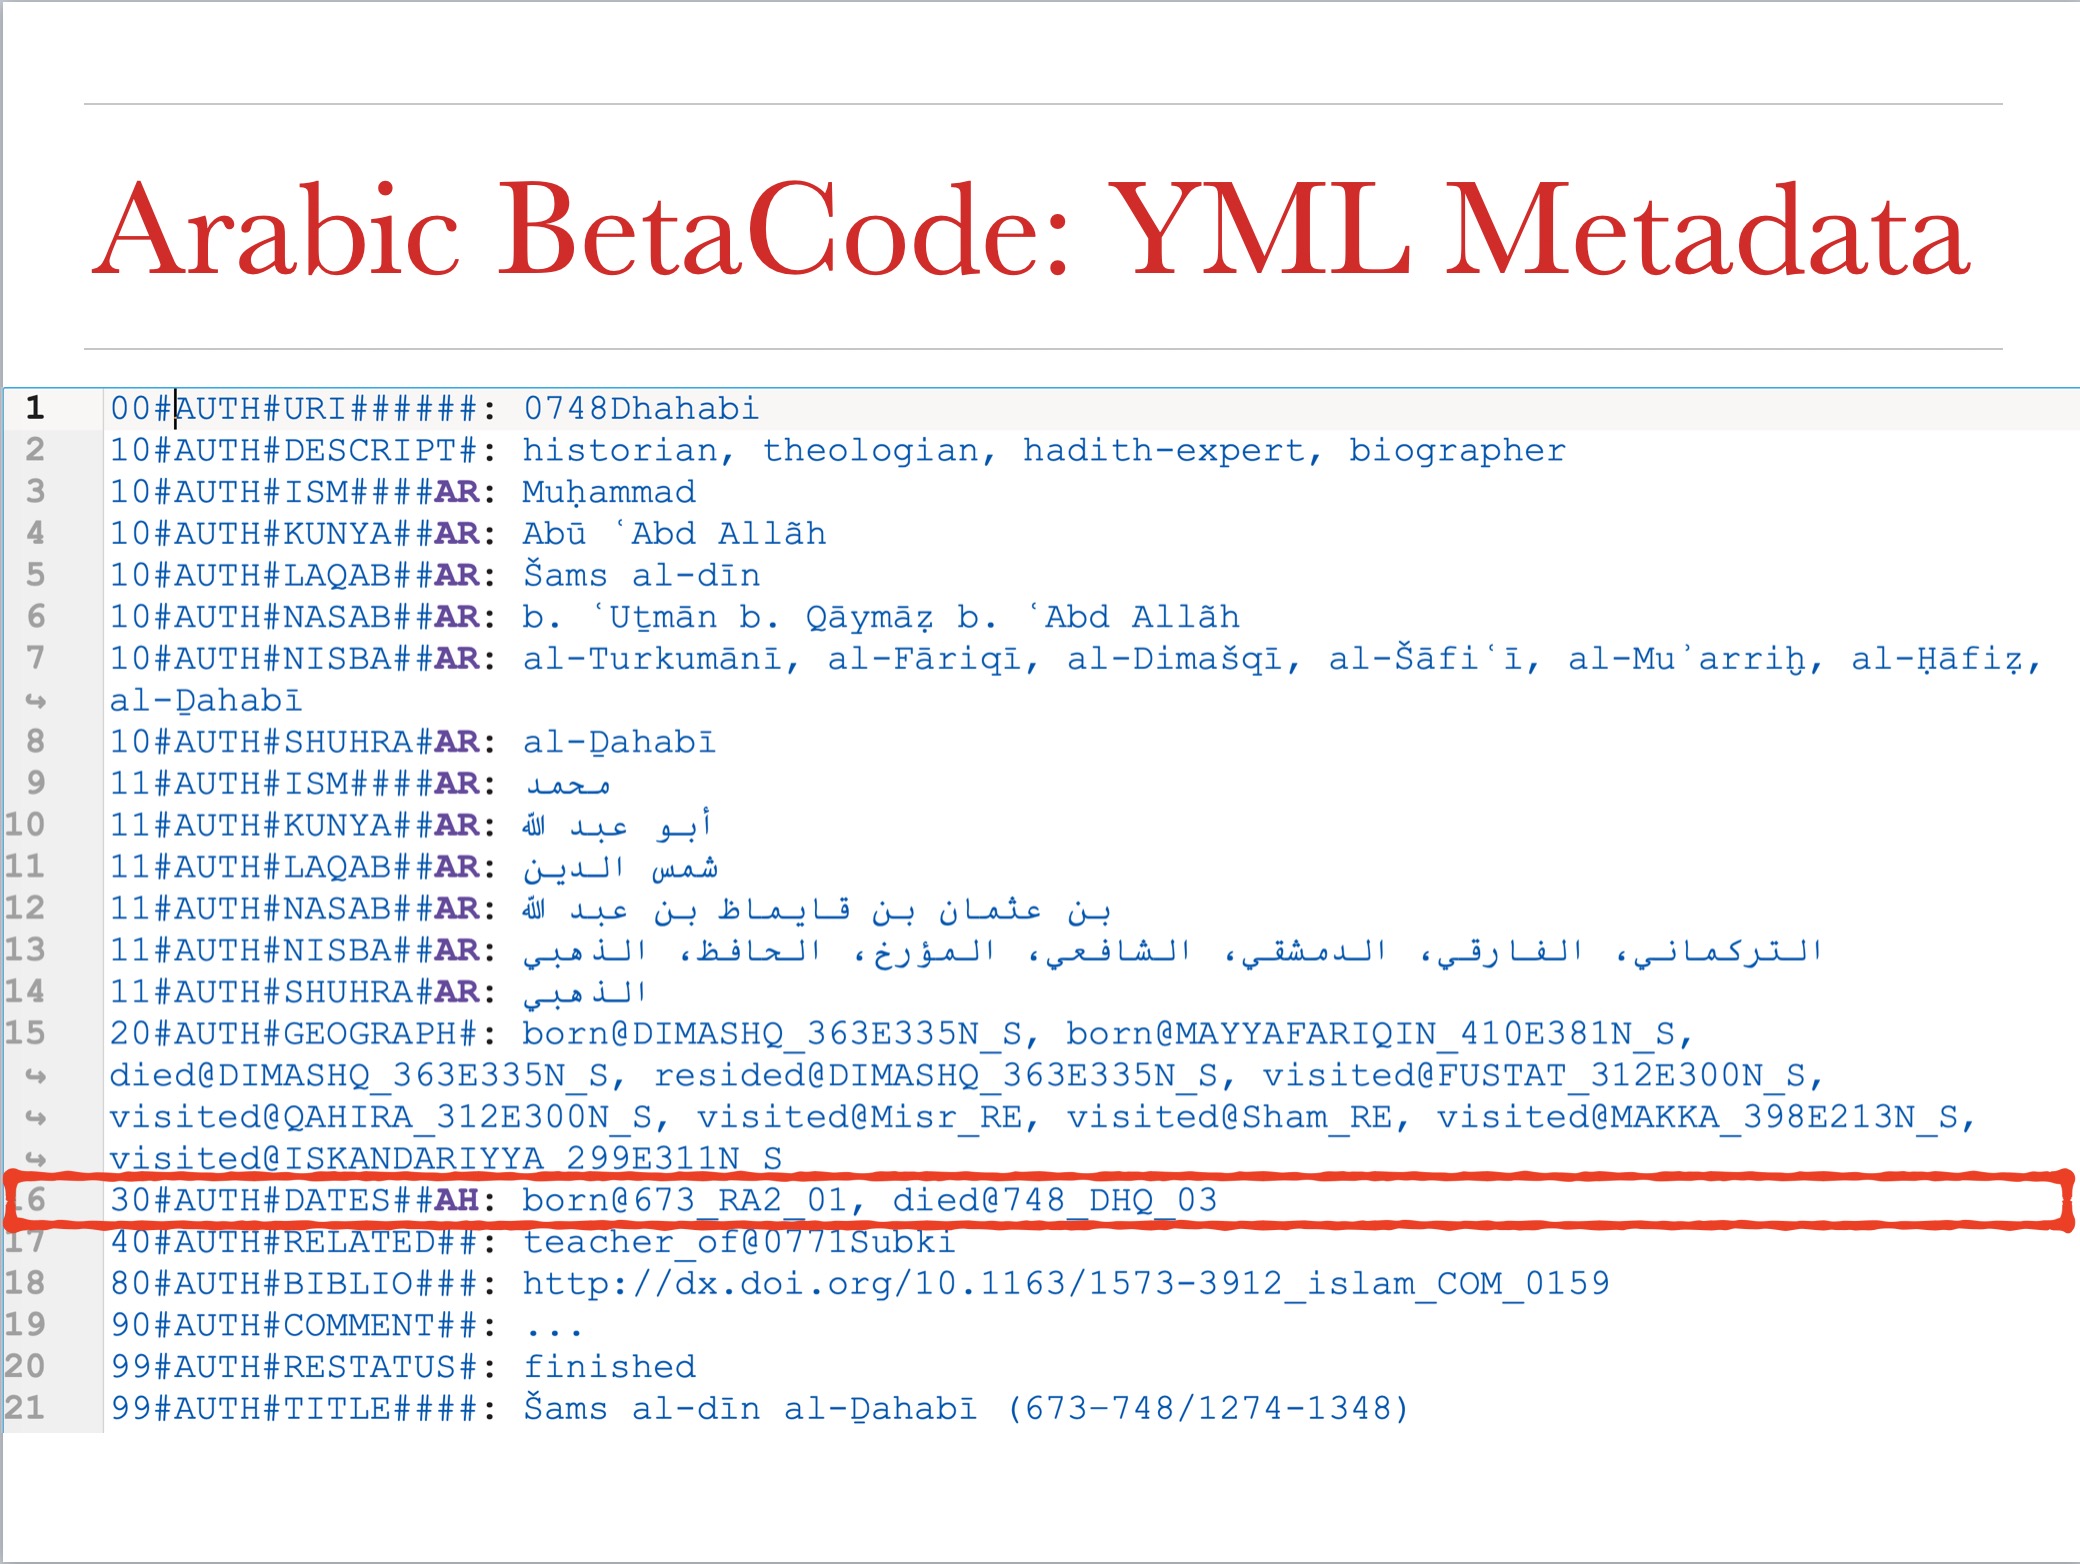 Arabic BetaCode: YML Metadata
1 00#AUTH#URI######: 0748Dhahabi
2 10#AUTH#DESCRIPT#: historian, theologian, hadith-expert, biographer
3 10#AUTH#ISM####AR: Muḥammad
4 10#AUTH#KUNYA##AR: Abū ʿAbd Allãh
5 10#AUTH#LAQAB##AR: Šams al-dīn
6 10#AUTH#NASAB##AR: b. ʿUṯmān b. Qāymāẓ b. ʿAbd Allãh
7 10#AUTH#NISBA##AR: al-Turkumānī, al-Fāriqī, al-Dimašqī, al-Šāfiʿī, al-Muʾarriḫ, al-Ḥāfiẓ,
↪ al-Ḏahabī
8 10#AUTH#SHUHRA#AR: al-Ḏahabī
9 11#AUTH#ISM####AR: محمد
10 11#AUTH#KUNYA##AR: أبو عبد الله
11 11#AUTH#LAQAB##AR: شمس الدين
12 11#AUTH#NASAB##AR: بن عثمان بن قايماظ بن عبد الله
13 11#AUTH#NISBA##AR: التركماني، الفارقي، الدمشقي، الشافعي، المؤرخ، الحافظ، الذهبي
14 11#AUTH#SHUHRA#AR: الذهبي
15 20#AUTH#GEOGRAPH#: born@DIMASHQ_363E335N_S, born@MAYYAFARIQIN_410E381N_S,
↪ died@DIMASHQ_363E335N_S, resided@DIMASHQ_363E335N_S, visited@FUSTAT_312E300N_S,
↪ visited@QAHIRA_312E300N_S, visited@Misr_RE, visited@Sham_RE, visited@MAKKA_398E213N_S,
↪ visited@ISKANDARIYYA_299E311N_S
16 30#AUTH#DATES##AH: born@673_RA2_01, died@748_DHQ_03
17 40#AUTH#RELATED##: teacher_of@0771Subki
18 80#AUTH#BIBLIO###: http://dx.doi.org/10.1163/1573-3912_islam_COM_0159
19 90#AUTH#COMMENT##: ...
20 99#AUTH#RESTATUS#: finished
21 99#AUTH#TITLE####: Šams al-dīn al-Ḏahabī (673-748/1274-1348)